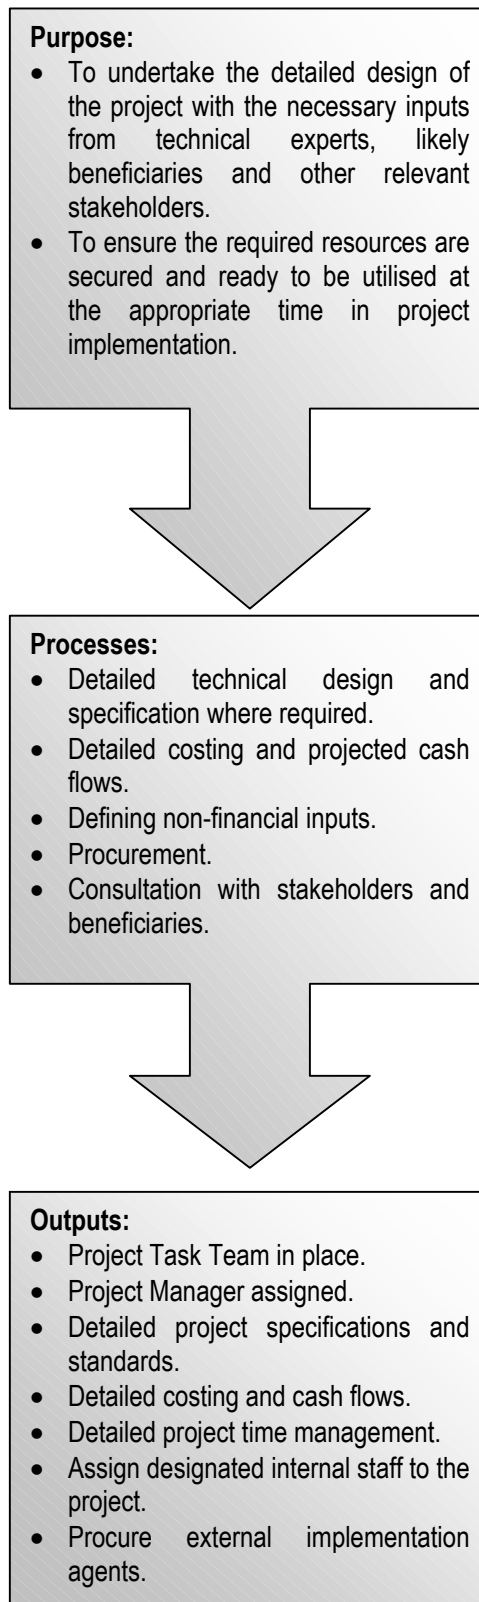 Purpose:
• To undertake the detailed design of
the project with the necessary inputs
from technical experts, likely
beneficiaries and other relevant
stakeholders.
• To ensure the required resources are
secured and ready to be utilised at
the appropriate time in project
implementation.
Processes:
• Detailed technical design and
specification where required.
• Detailed costing and projected cash
flows.
• Defining non-financial inputs.
• Procurement.
• Consultation with stakeholders and
beneficiaries.
Outputs:
• Project Task Team in place.
• Project Manager assigned.
• Detailed project specifications and
standards.
• Detailed costing and cash flows.
• Detailed project time management.
• Assign designated internal staff to the
project.
• Procure external implementation
agents.